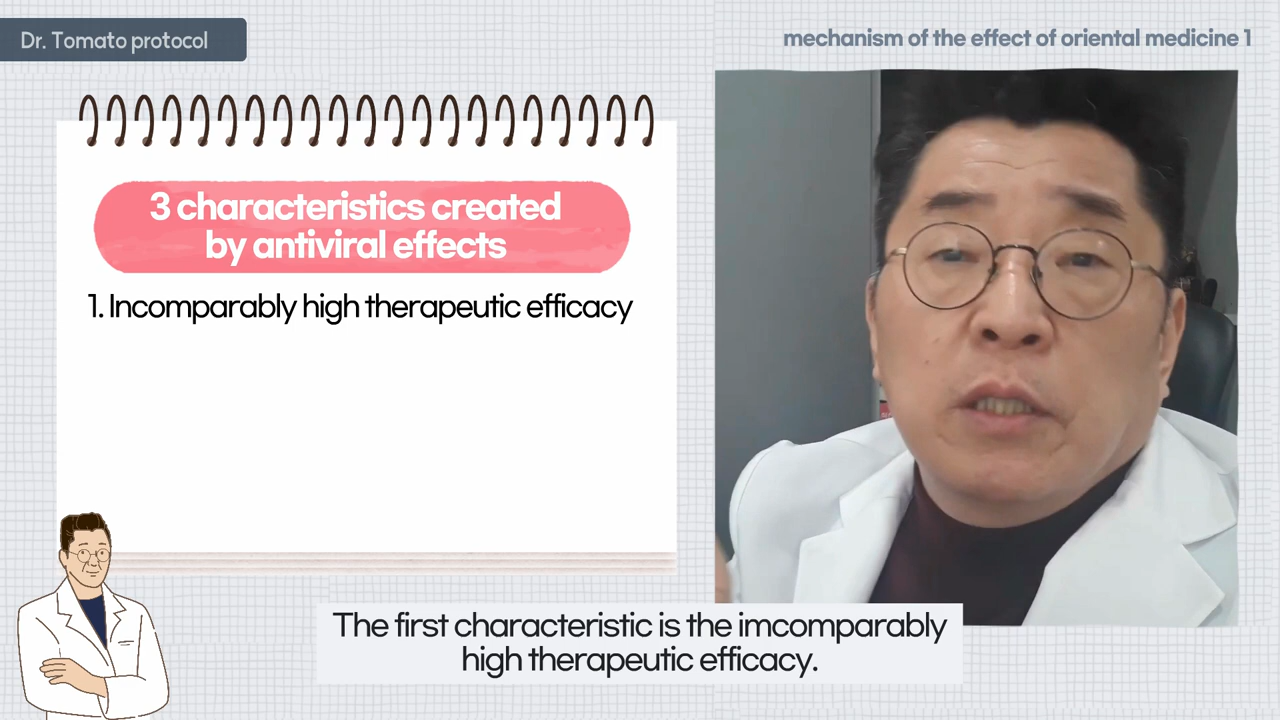 Dr. Tomato protocol
mechanism of the effect of oriental medicine 1
3 characteristics created
by antiviral effects
1. Incomparably high therapeutic efficacy
The first characteristic is the imcomparably
high therapeutic efficacy.